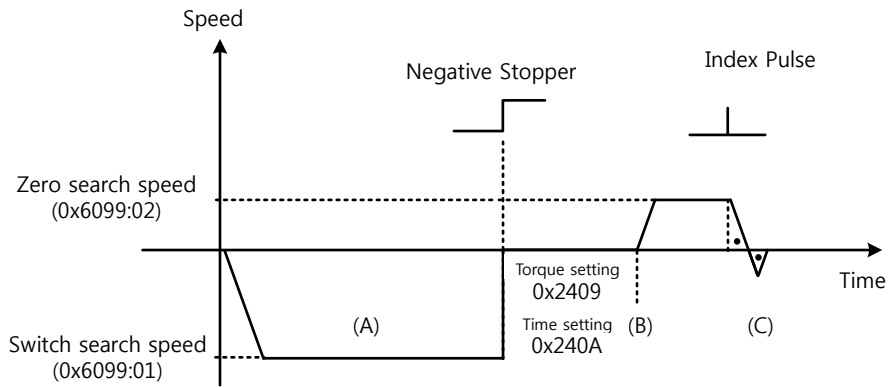 Speed
Negative Stopper
Index Pulse
Zero search speed
(0x6099:02)
Torque setting
0x2409
Time
(A)
Time setting
0x240A
(B)
(C)
Switch search speed
(0x6099:01)